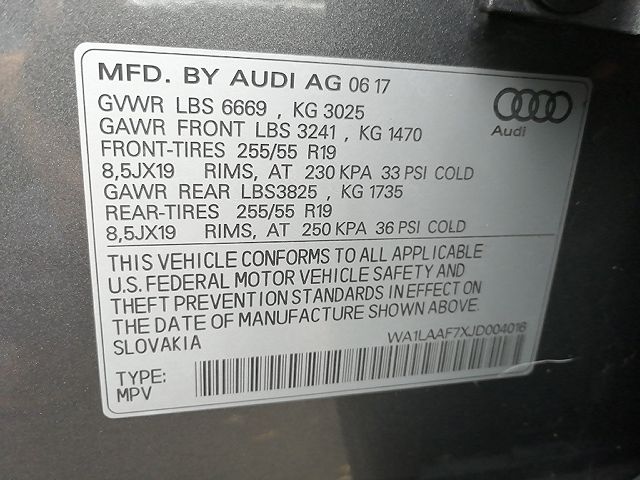 MFD. BY AUDI AG 06 17
GVWR LBS 6669 , KG 3025
GAWR FRONT LBS 3241 , KG 1470
FRONT-TIRES 255/55 R19
8,5JX19 RIMS, AT 230 KPA 33 PSI COLD
GAWR REAR LBS3825 , KG 1735
REAR-TIRES 255/55 R19
8,5JX19 RIMS, AT 250 KPA 36 PSI COLD
Audi
THIS VEHICLE CONFORMS TO ALL APPLICABLE
U.S. FEDERAL MOTOR VEHICLE SAFETY AND
THEFT PREVENTION STANDARDS IN EFFECT ON
THE DATE OF MANUFACTURE SHOWN ABOVE.
SLOVAKIA WA1LAAF7XJD004016
TYPE:
MPV